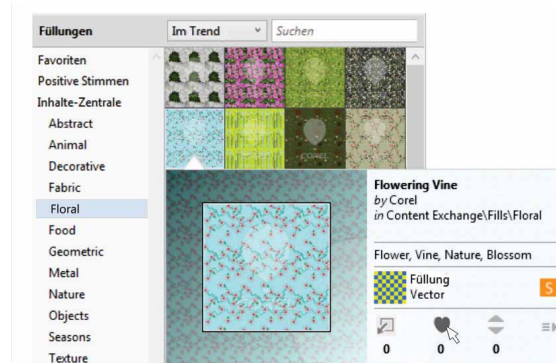 Füllungen
Im Trend
Suchen
Favoriten
Positive Stimmen
Inhalte-Zentrale
Abstract
Animal
Decorative
Fabric
Floral
Food
Geometric
Metal
Nature
Objects
Seasons
Texture
COREL
Flowering Vine
by Corel
in Content Exchange\Fills\Floral
Flower, Vine, Nature, Blossom
Füllung
Vector
S
0 0 0